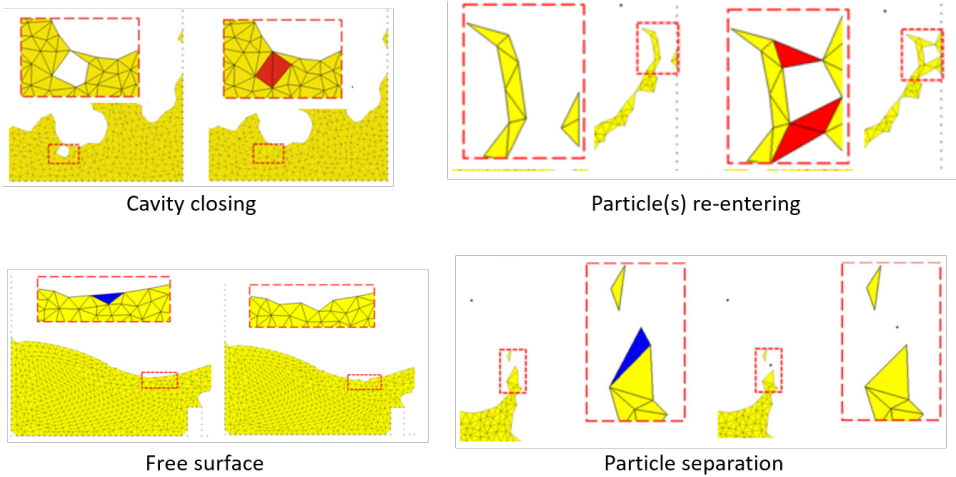 Cavity closing
Particle(s) re-entering
Free surface
Particle separation